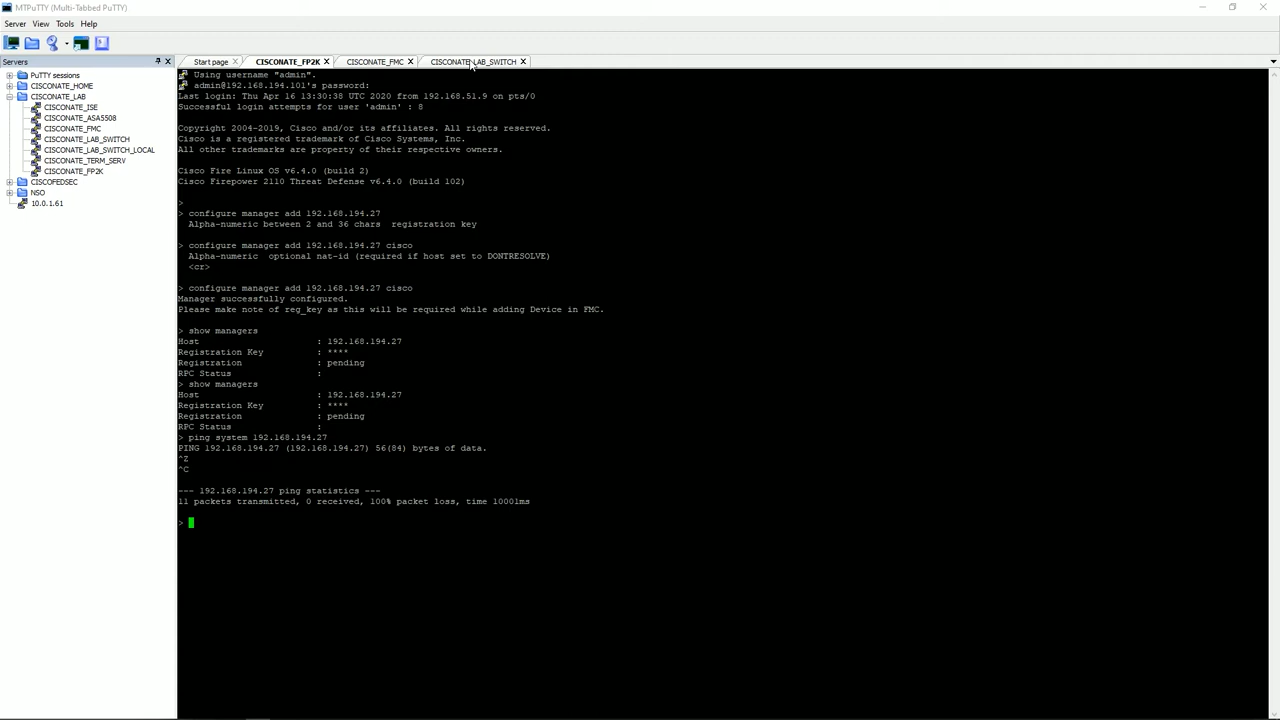 MTPuTTY (Multi-Tabbed PuTTY)
Server View Tools Help
Servers
Start page
CISCONATE_FP2K
CISCONATE_FMC
CISCONATE_LAB_SWITCH
PuTTY sessions
CISCONATE_HOME
CISCONATE_LAB
CISCONATE_ISE
CISCONATE_ASA5508
CISCONATE_FMC
CISCONATE_LAB_SWITCH
CISCONATE_LAB_SWITCH_LOCAL
CISCONATE_TERM_SERV
CISCONATE_FP2K
CISCOFEDSEC
NSO
10.0.1.61
Using username "admin".
admin@192.168.194.101's password:
Last login: Thu Apr 16 13:30:38 UTC 2020 from 192.168.51.9 on pts/0
Successful login attempts for user 'admin' : 8
Copyright 2004-2019, Cisco and/or its affiliates. All rights reserved.
Cisco is a registered trademark of Cisco Systems, Inc.
All other trademarks are property of their respective owners.
Cisco Fire Linux OS v6.4.0 (build 2)
Cisco Firepower 2110 Threat Defense v6.4.0 (build 102)
>
> configure manager add 192.168.194.27
Alpha-numeric between 2 and 36 chars  registration key
> configure manager add 192.168.194.27 cisco
Alpha-numeric  optional nat-id (required if host set to DONTRESOLVE)
<cr>
> configure manager add 192.168.194.27 cisco
Manager successfully configured.
Please make note of reg_key as this will be required while adding Device in FMC.
> show managers
Host : 192.168.194.27
Registration Key : ****
Registration : pending
RPC Status :
> show managers
Host : 192.168.194.27
Registration Key : ****
Registration : pending
RPC Status :
> ping system 192.168.194.27
PING 192.168.194.27 (192.168.194.27) 56(84) bytes of data.
^Z
^C
--- 192.168.194.27 ping statistics ---
11 packets transmitted, 0 received, 100% packet loss, time 10001ms
>